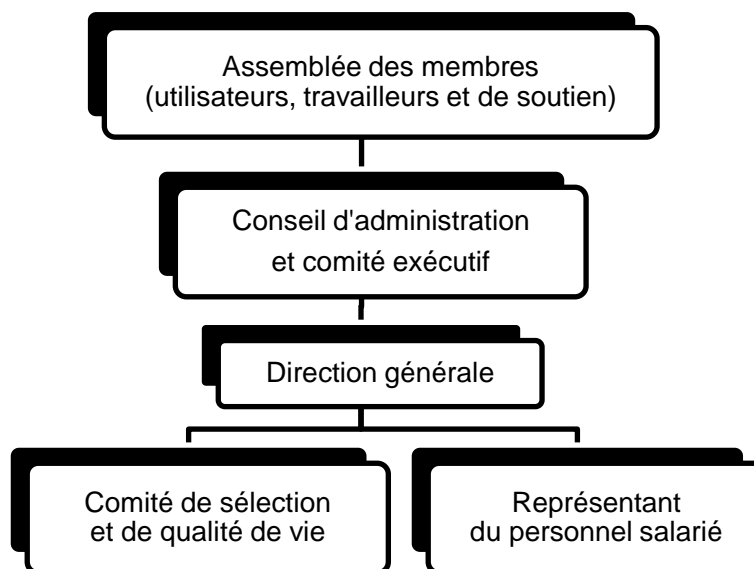 Assemblée des membres
(utilisateurs, travailleurs et de soutien)
Conseil d'administration
et comité exécutif
Direction générale
Comité de sélection
et de qualité de vie
Représentant
du personnel salarié